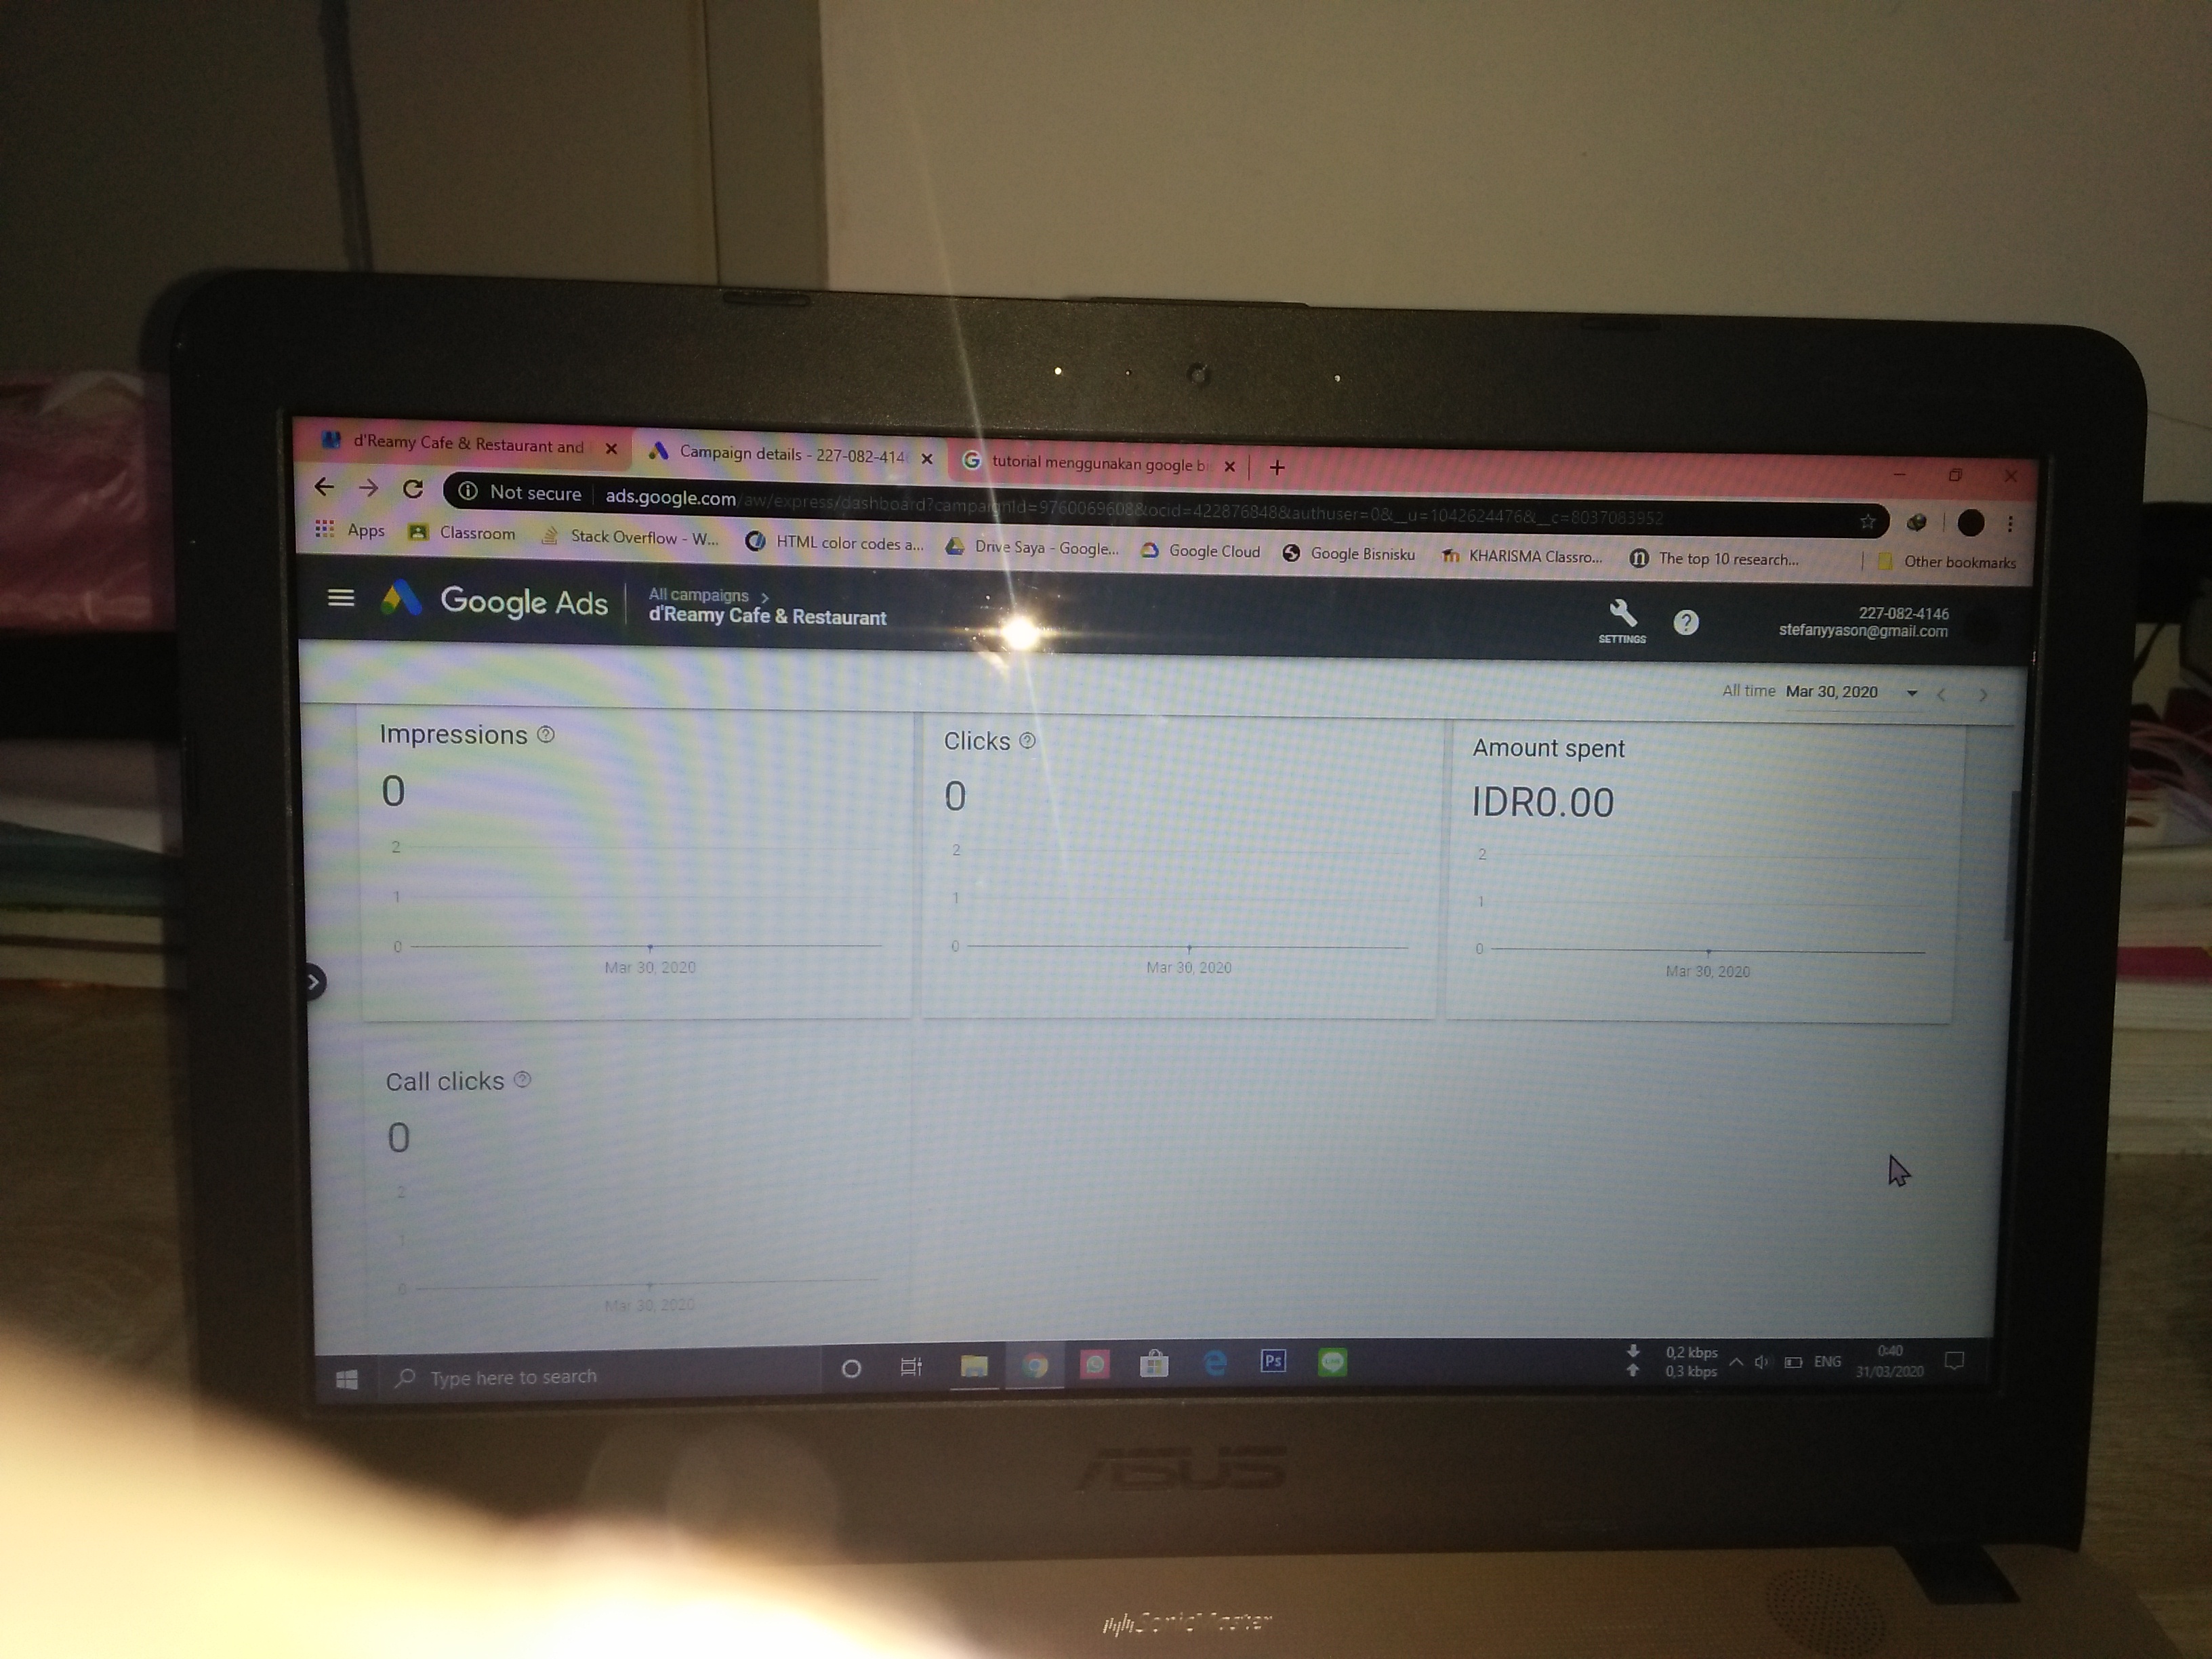 d'Reamy Cafe & Restaurant and
Campaign details - 227-082-414
tutorial menggunakan google bi
Not secure
ads.google.com/aw/express/dashboard?campaignId=9760069608&ocid=422876848&authuser=0&__u=1042624476&__c=8037083952
Apps
Classroom
Stack Overflow - W...
HTML color codes a...
Drive Saya - Google...
Google Cloud
Google Bisnisku
KHARISMA Classro...
The top 10 research...
Other bookmarks
Google Ads
All campaigns >
d'Reamy Cafe & Restaurant
SETTINGS
227-082-4146
stefanyyason@gmail.com
All time Mar 30, 2020
Impressions
0
2
1
0
Mar 30, 2020
Clicks
0
2
1
0
Mar 30, 2020
Amount spent
IDR0.00
2
1
0
Mar 30, 2020
Call clicks
0
2
1
0
Mar 30, 2020
Type here to search
Ps
0,2 kbps
0,3 kbps
ENG
0:40
31/03/2020
ASUS
SonicMaster